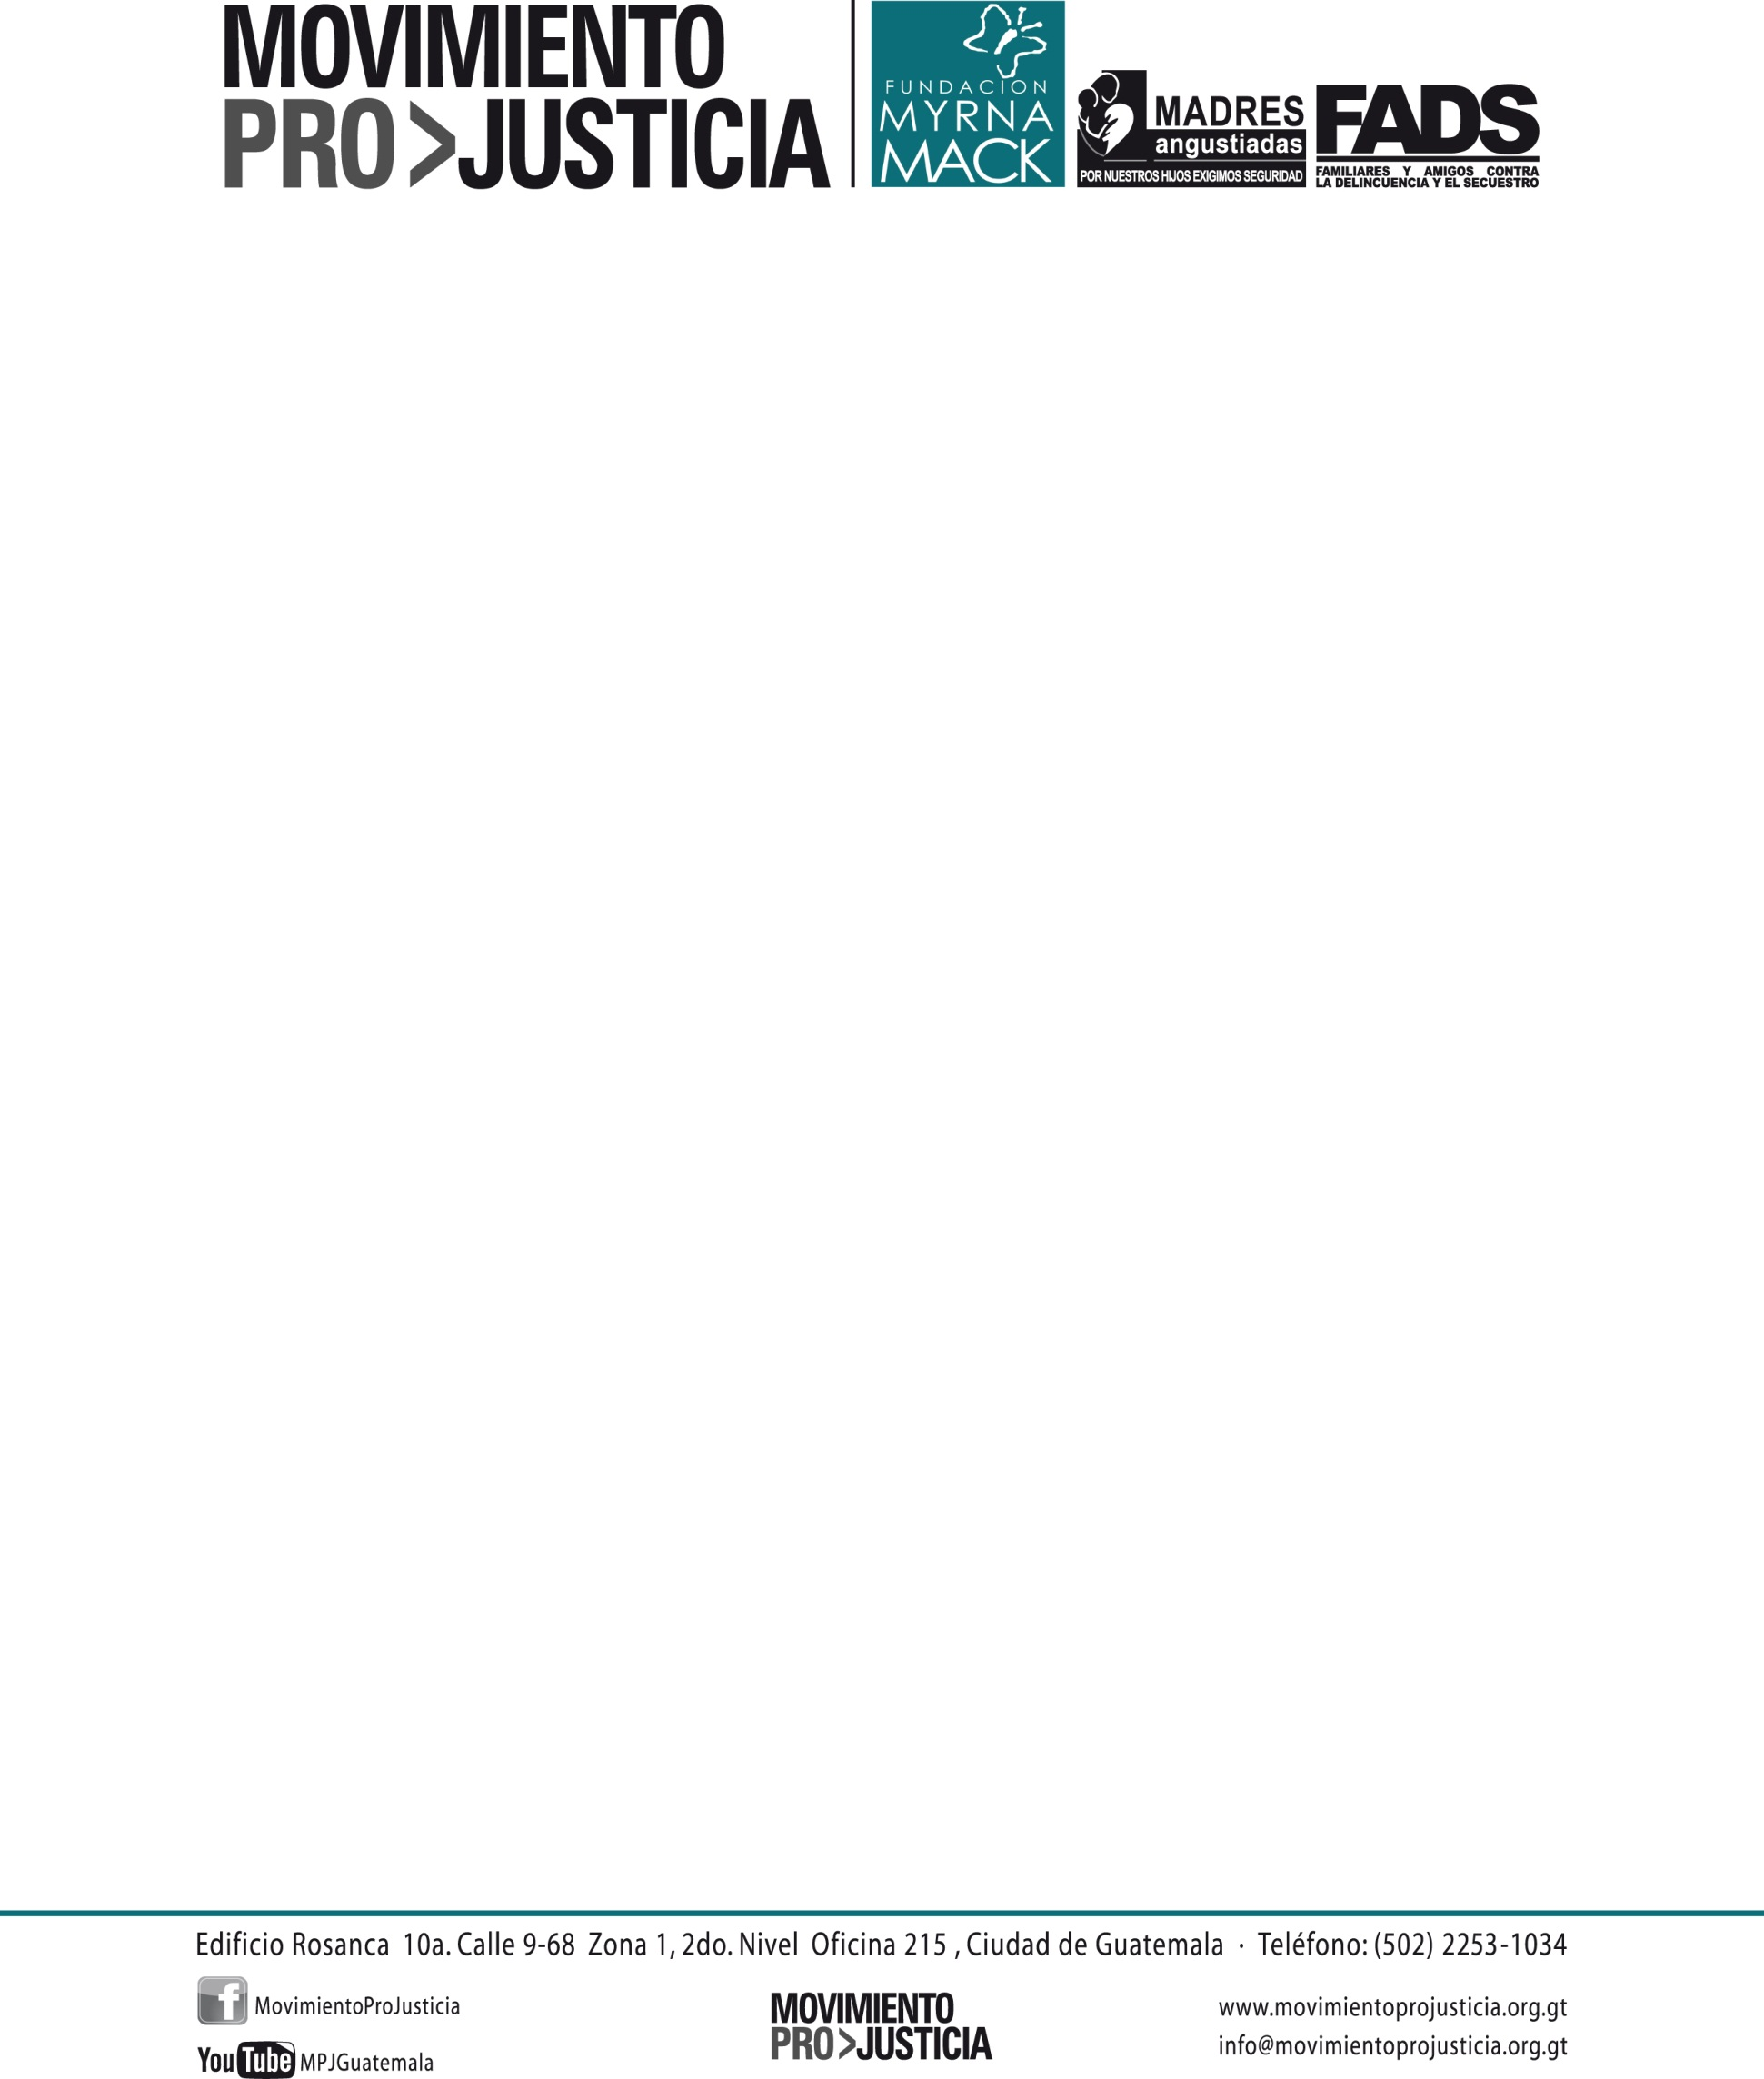 MOVIMIENTO
PRO>JUSTICIA
FUNDACION
MYRNA
MACK
MADRES
angustiadas
POR NUESTROS HIJOS EXIGIMOS SEGURIDAD
FADS
FAMILIARES Y AMIGOS CONTRA
LA DELINCUENCIA Y EL SECUESTRO
Edificio Rosanca 10a. Calle 9-68 Zona 1, 2do. Nivel Oficina 215 , Ciudad de Guatemala · Teléfono: (502) 2253-1034
f MovimientoProJusticia
YouTube MPJGuatemala
MOVIMIENTO
PRO>JUSTICIA
www.movimientoprojusticia.org.gt
info@movimientoprojusticia.org.gt